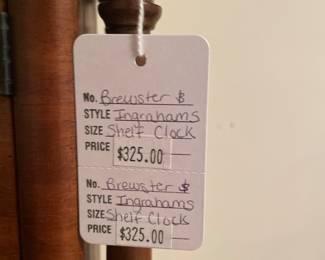 No. Brewster &
STYLE Ingrahams
SIZE Shelf Clock
PRICE $325.00
No. Brewster &
STYLE Ingrahams
SIZE Shelf Clock
PRICE $325.00